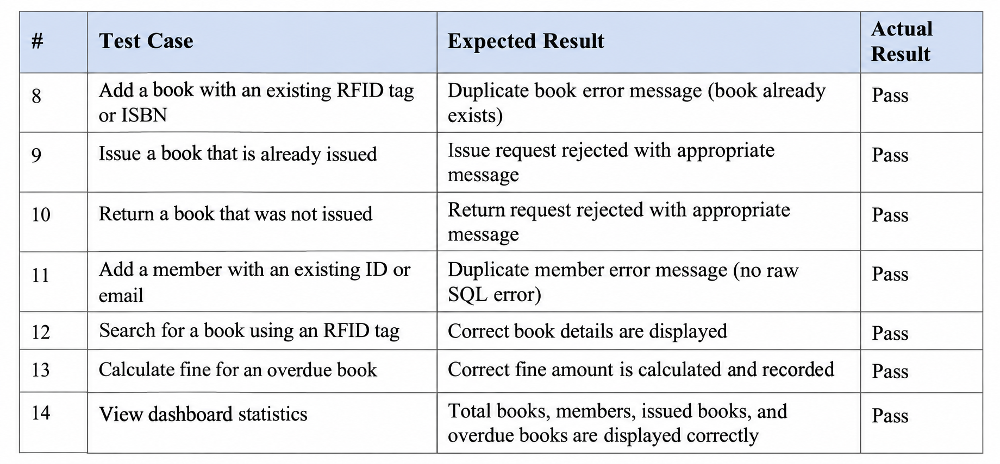 # Test Case Expected Result Actual Result
8 Add a book with an existing RFID tag or ISBN Duplicate book error message (book already exists) Pass
9 Issue a book that is already issued Issue request rejected with appropriate message Pass
10 Return a book that was not issued Return request rejected with appropriate message Pass
11 Add a member with an existing ID or email Duplicate member error message (no raw SQL error) Pass
12 Search for a book using an RFID tag Correct book details are displayed Pass
13 Calculate fine for an overdue book Correct fine amount is calculated and recorded Pass
14 View dashboard statistics Total books, members, issued books, and overdue books are displayed correctly Pass